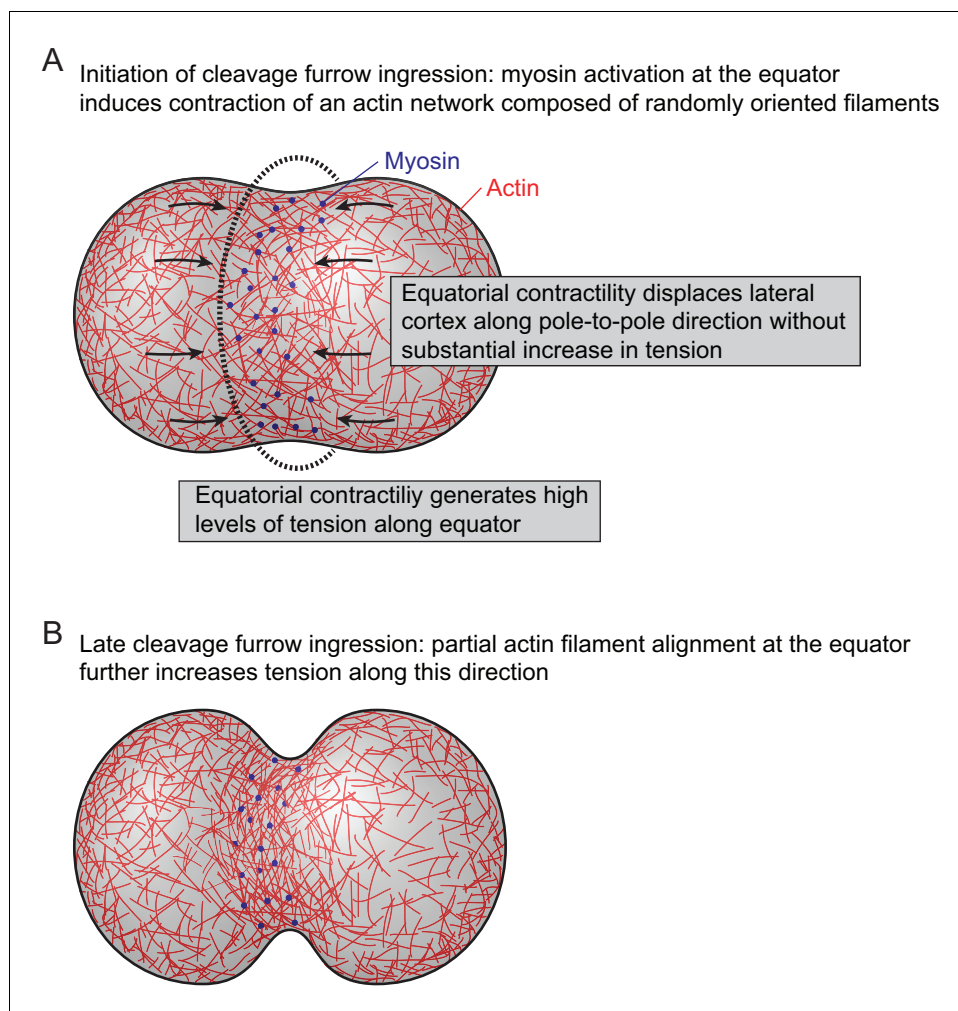 A
Initiation of cleavage furrow ingression: myosin activation at the equator
induces contraction of an actin network composed of randomly oriented filaments
Myosin
Actin
Equatorial contractility displaces lateral
cortex along pole-to-pole direction without
substantial increase in tension
Equatorial contractiliy generates high
levels of tension along equator
B
Late cleavage furrow ingression: partial actin filament alignment at the equator
further increases tension along this direction